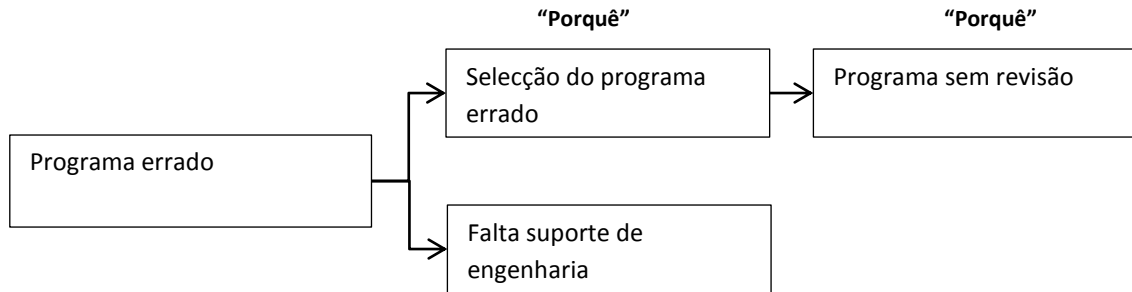 “Porquê” “Porquê”
Selecção do programa
errado
Programa sem revisão
Programa errado
Falta suporte de
engenharia